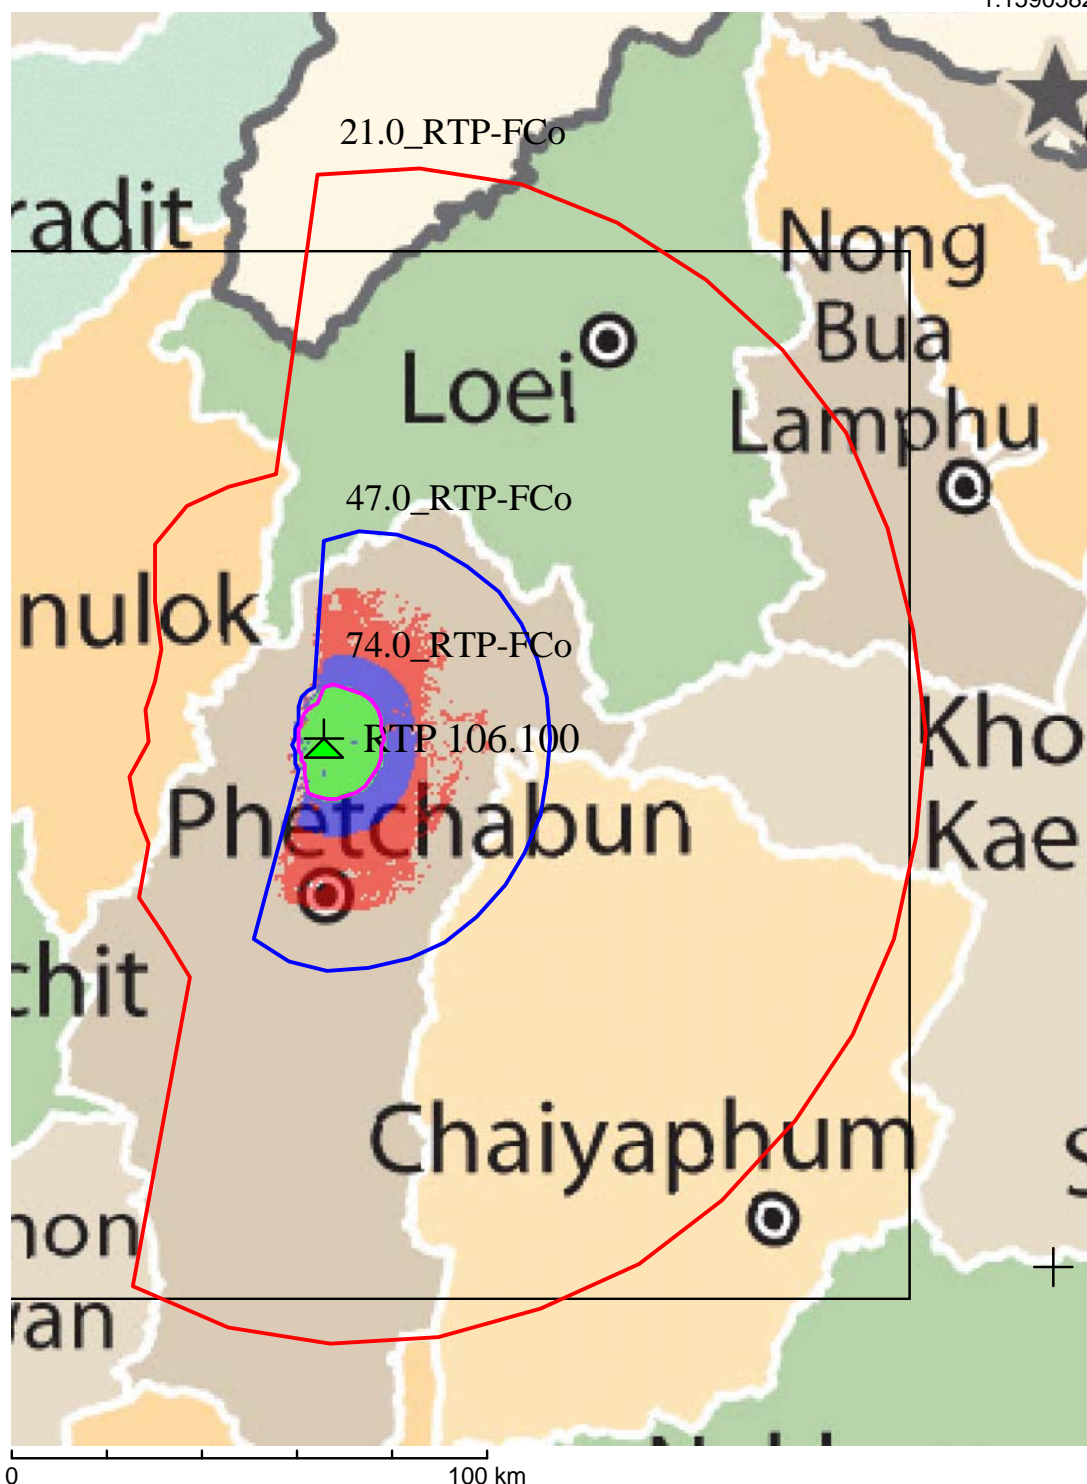 21.0_RTP-FCo
radit
Nong
Bua
Lamphu
Loei
47.0_RTP-FCo
nulok
74.0_RTP-FCo
RTP 106.100
Kho
Kae
Phetchabun
chit
Chaiyaphum
S
non
van
0
100 km